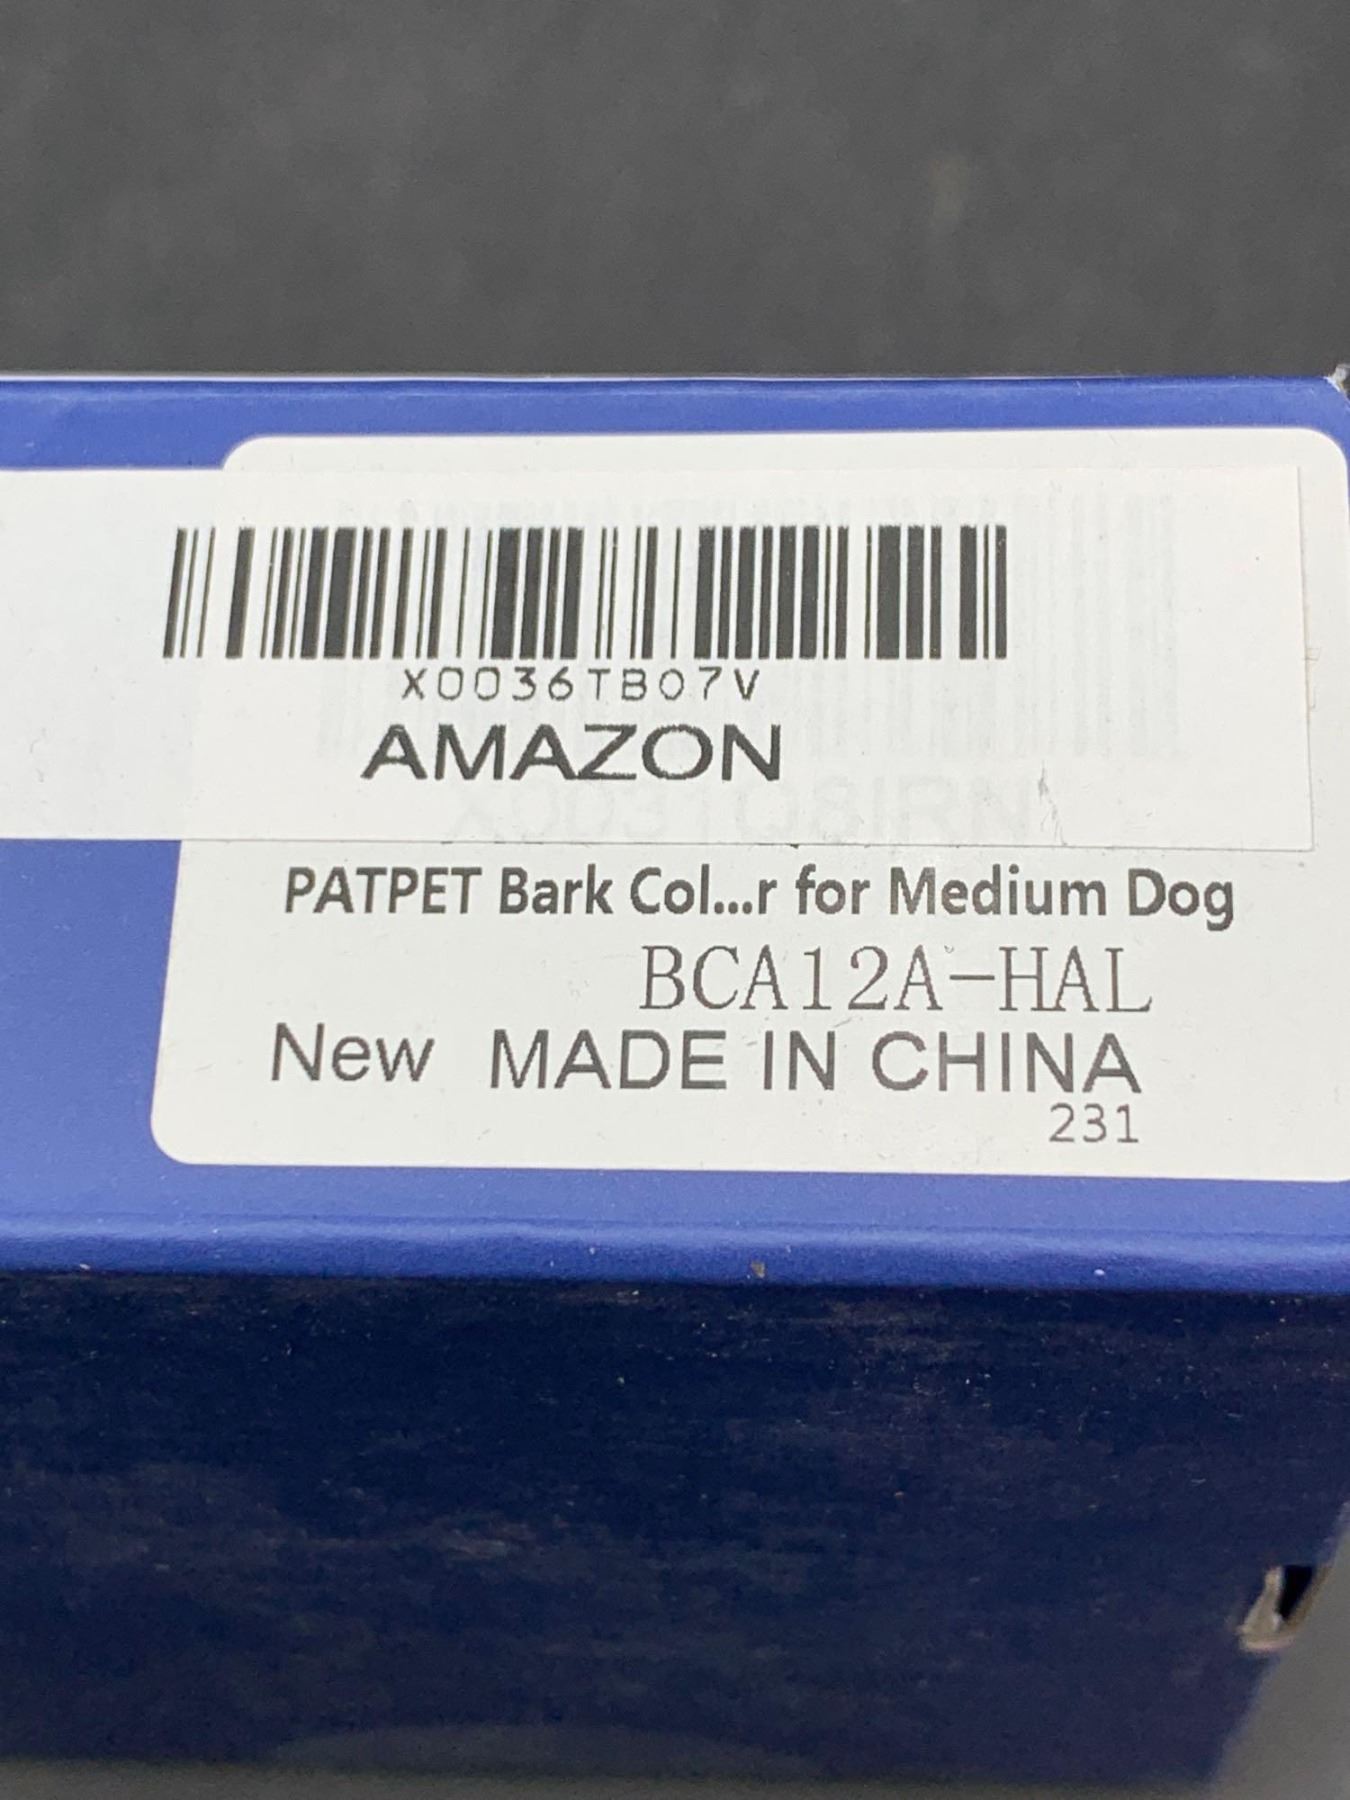 X0036TB07V
AMAZON
PATPET Bark Col...r for Medium Dog
BCA12A-HAL
New MADE IN CHINA
231